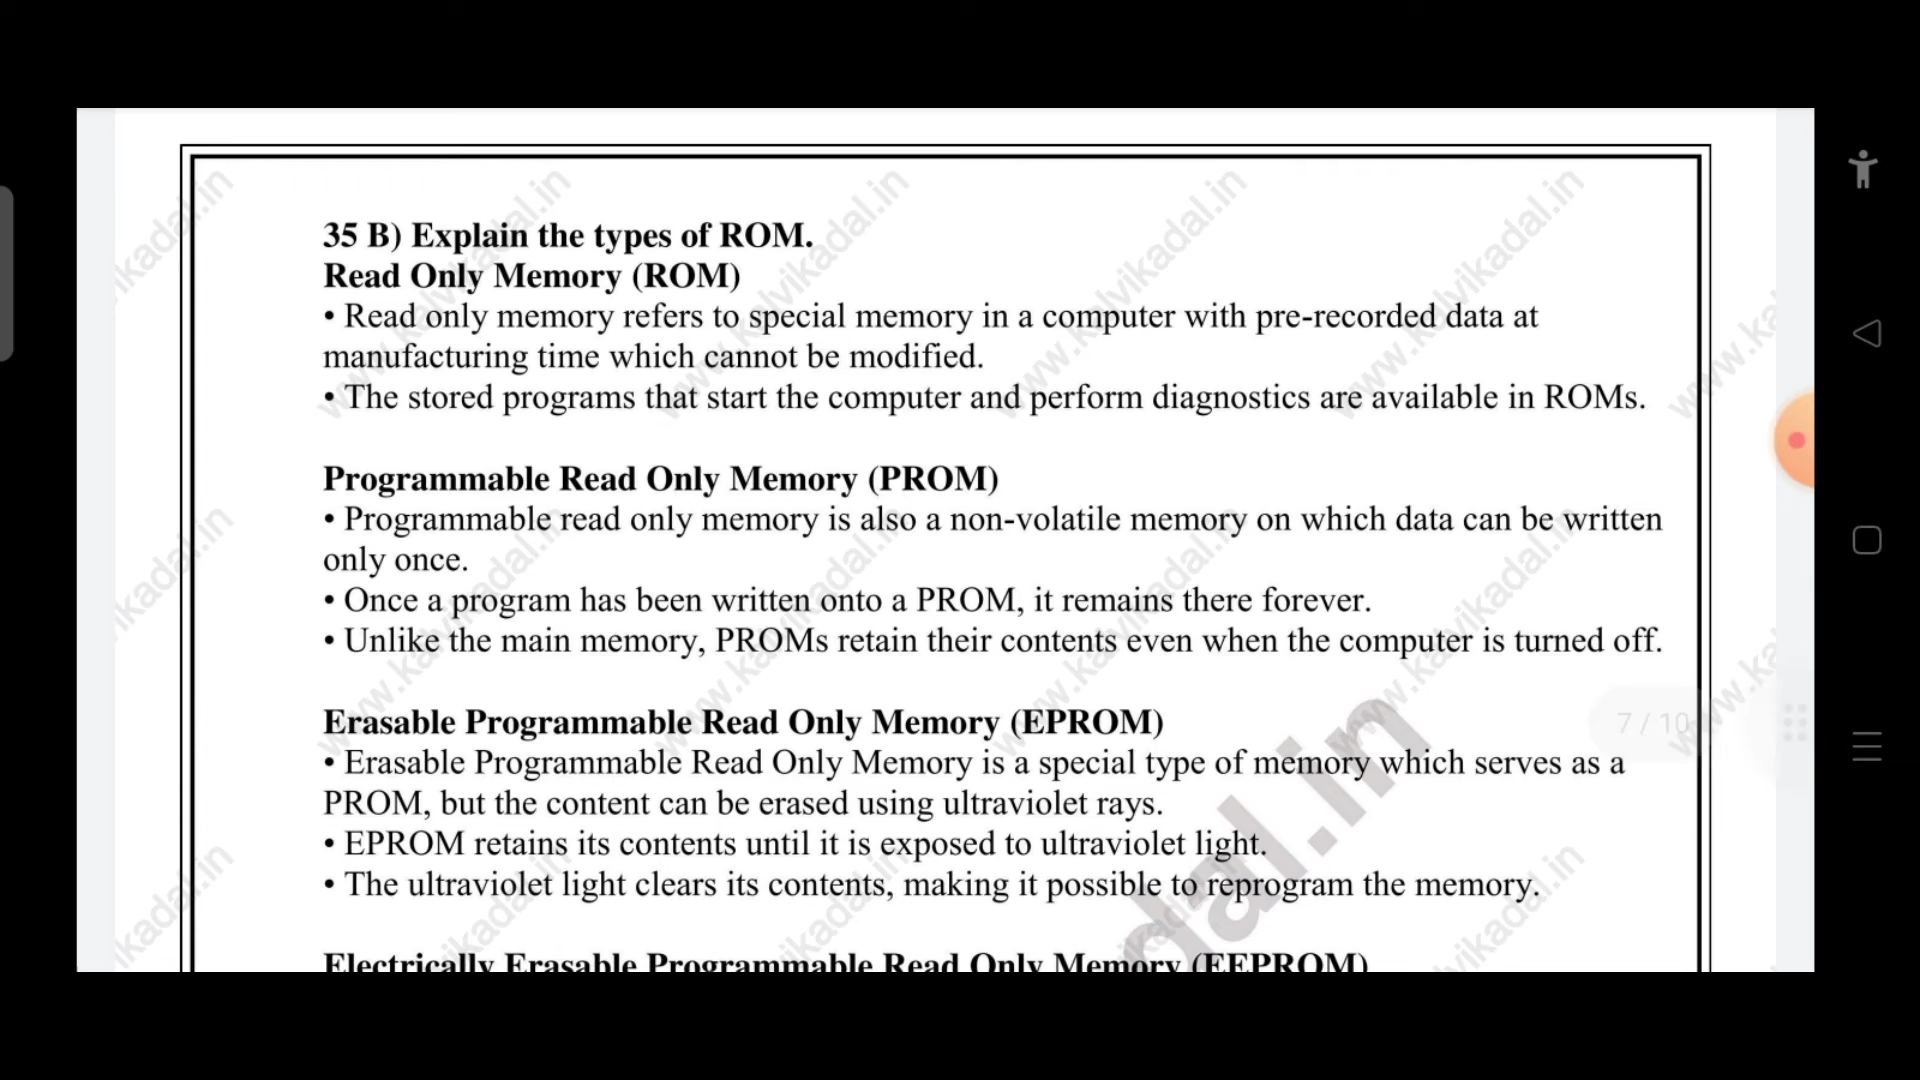 35 B) Explain the types of ROM.
Read Only Memory (ROM)
• Read only memory refers to special memory in a computer with pre-recorded data at
manufacturing time which cannot be modified.
• The stored programs that start the computer and perform diagnostics are available in ROMs.
Programmable Read Only Memory (PROM)
• Programmable read only memory is also a non-volatile memory on which data can be written
only once.
• Once a program has been written onto a PROM, it remains there forever.
• Unlike the main memory, PROMs retain their contents even when the computer is turned off.
Erasable Programmable Read Only Memory (EPROM)
7 / 10
• Erasable Programmable Read Only Memory is a special type of memory which serves as a
PROM, but the content can be erased using ultraviolet rays.
• EPROM retains its contents until it is exposed to ultraviolet light.
• The ultraviolet light clears its contents, making it possible to reprogram the memory.
Electrically Erasable Programmable Read Only Memory (EEPROM)
www.kalvikadal.in